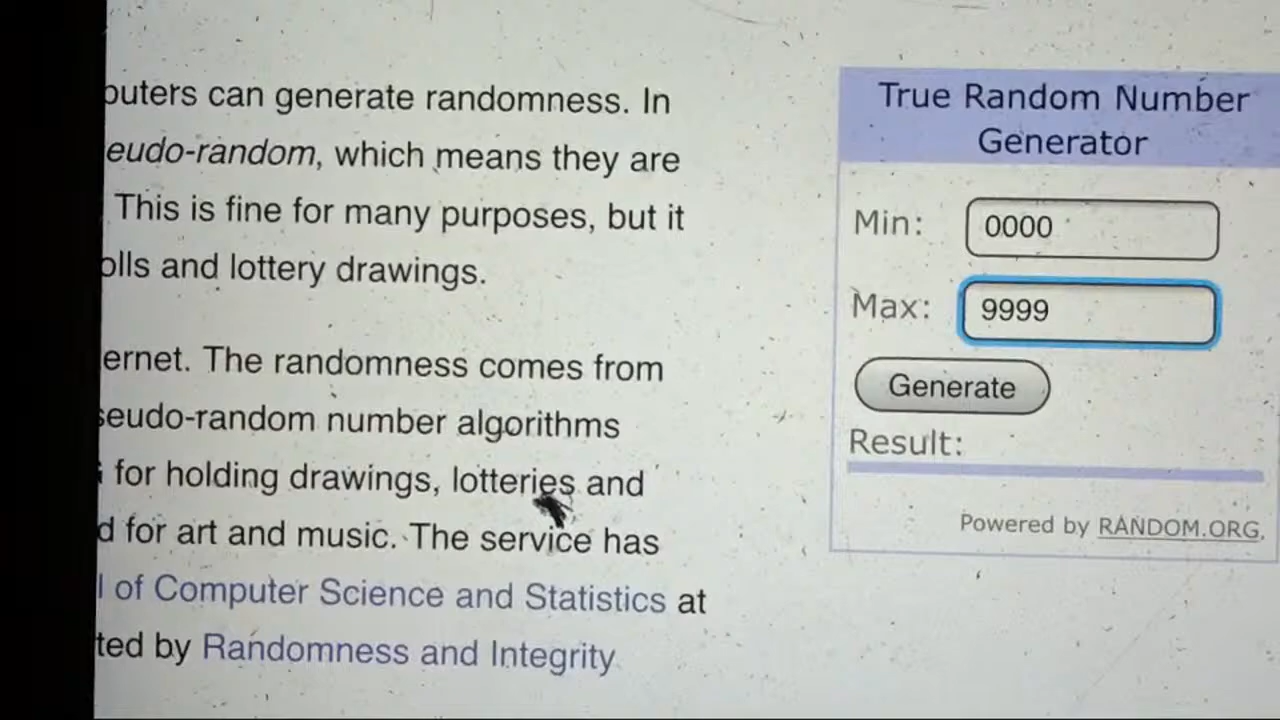 puters can generate randomness. In
eudo-random, which means they are
This is fine for many purposes, but it
olls and lottery drawings.
ernet. The randomness comes from
seudo-random number algorithms
for holding drawings, lotteries and
d for art and music. The service has
l of Computer Science and Statistics at
ted by Randomness and Integrity
True Random Number
Generator
Min: 0000
Max: 9999
Generate
Result:
Powered by RANDOM.ORG